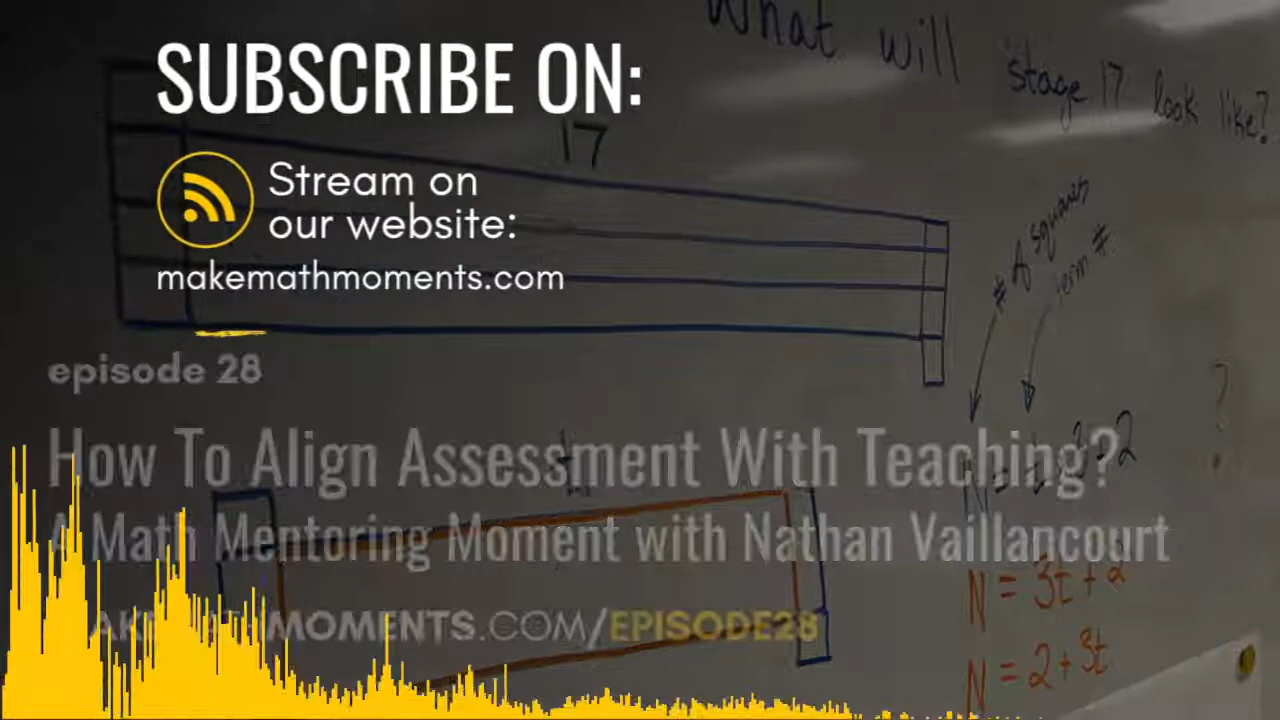 SUBSCRIBE ON:
Stream on
our website:
makemathmoments.com
episode 28
How To Align Assessment With Teaching?
A Math Mentoring Moment with Nathan Vaillancourt
MAKEMATHMOMENTS.COM/EPISODE28
What will
stage 17 look like?
17
# of squares
term #
?
N = 3t + 2
N = 2 + 3t